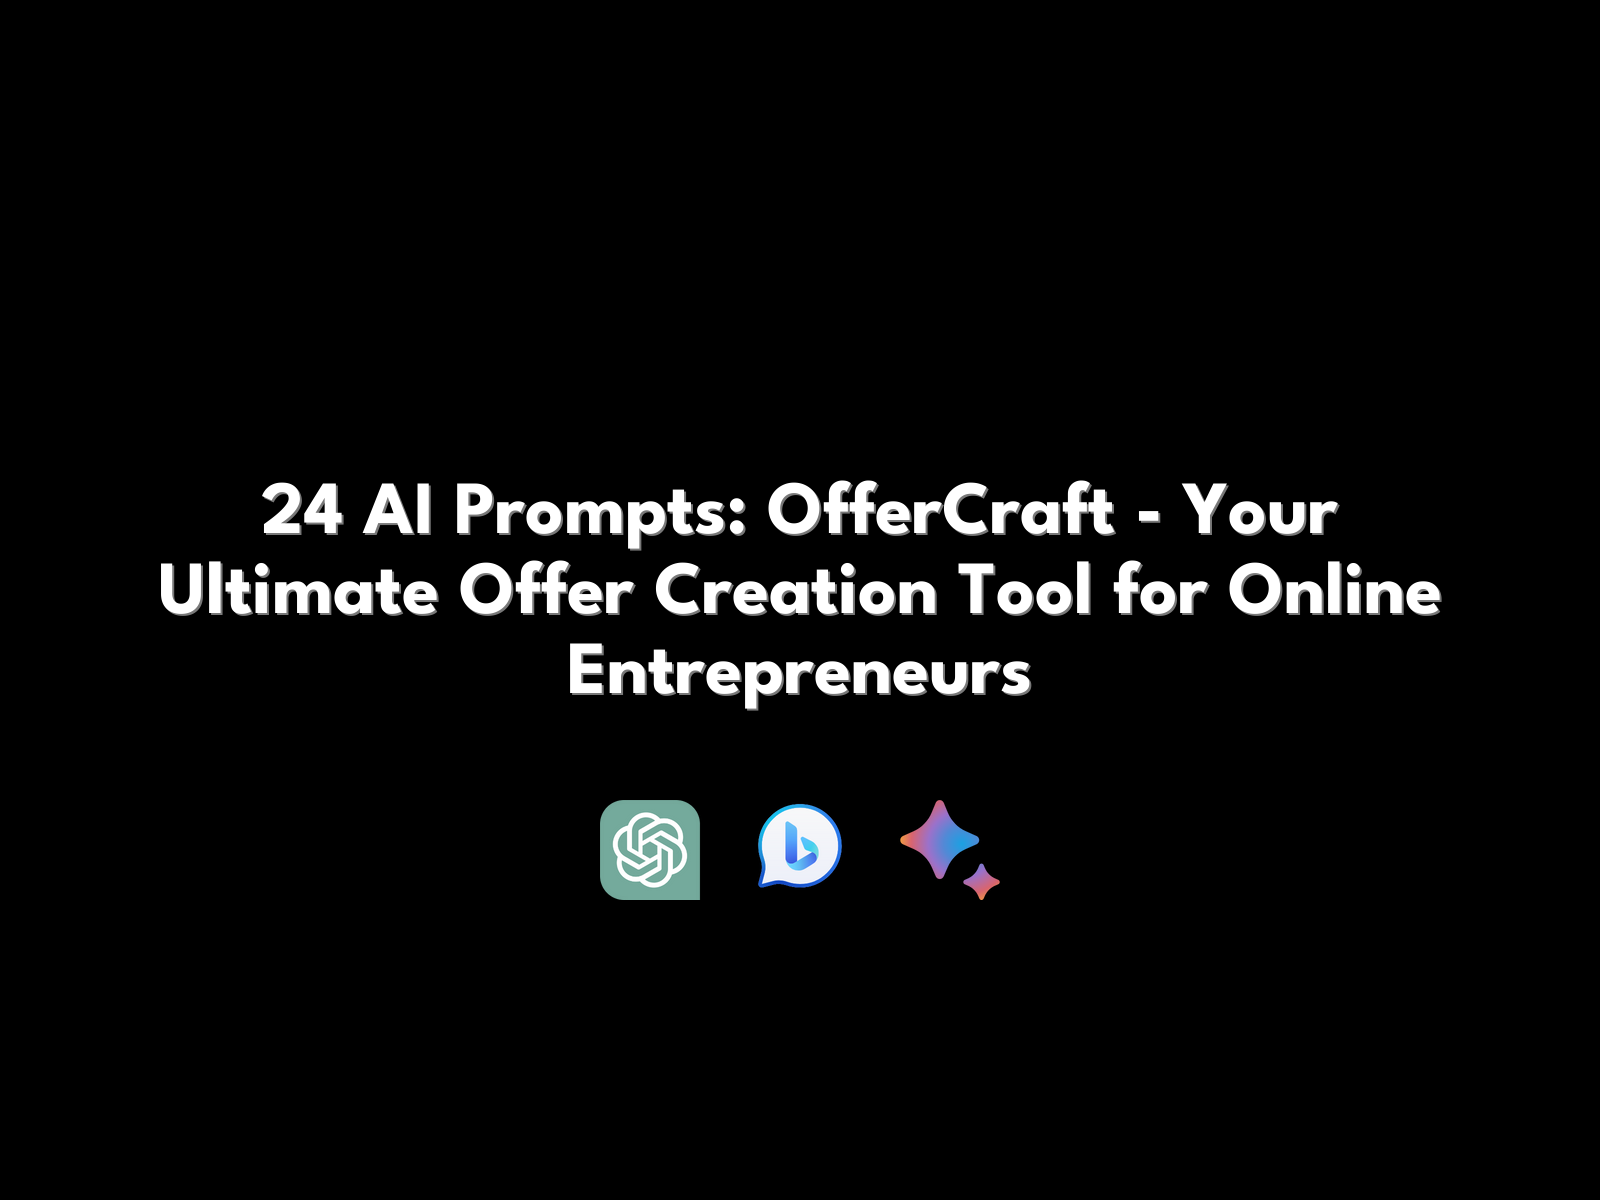 24 AI Prompts: OfferCraft - Your
Ultimate Offer Creation Tool for Online
Entrepreneurs